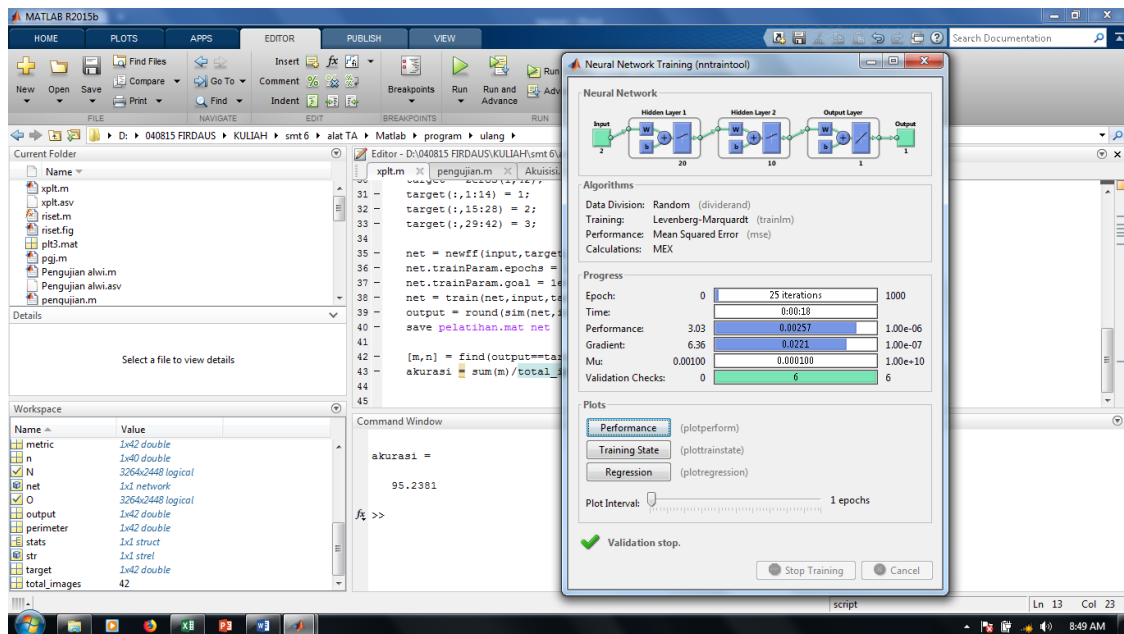 MATLAB R2015b
HOME PLOTS APPS EDITOR PUBLISH VIEW
Search Documentation
New Open Save
Find Files
Compare
Print
FILE
Go To
Find
NAVIGATE
Insert fx
Comment
Indent
EDIT
Breakpoints
BREAKPOINTS
Run
Run and
Advance
Run
Adv
RUN
D: 040815 FIRDAUS KULIAH smt 6 alat TA Matlab program ulang
Current Folder
Name
xplt.m
xplt.asv
riset.m
riset.fig
plt3.mat
pgj.m
Pengujian alwi.m
Pengujian alwi.asv
pengujian.m
Details
Select a file to view details
Workspace
Name Value
metric 1x42 double
n 1x40 double
N 3264x2448 logical
net 1x1 network
O 3264x2448 logical
output 1x42 double
perimeter 1x42 double
stats 1x1 struct
str 1x1 strel
target 1x42 double
total_images 42
Editor - D:\040815 FIRDAUS\KULIAH\smt 6\
xplt.m pengujian.m Akuisisi.
31 - target(:,1:14) = 1;
32 - target(:,15:28) = 2;
33 - target(:,29:42) = 3;
34
35 - net = newff(input,target
36 - net.trainParam.epochs =
37 - net.trainParam.goal = 1e
38 - net = train(net,input,ta
39 - output = round(sim(net,i
40 - save pelatihan.mat net
41
42 - [m,n] = find(output==tar
43 - akurasi = sum(m)/total_i
44
45
Command Window
akurasi =
95.2381
fx >>
Neural Network Training (nntraintool)
Neural Network
Hidden Layer 1 Hidden Layer 2 Output Layer
Input Output
W W W
b b b
2 20 10 1 1
Algorithms
Data Division: Random (dividerand)
Training: Levenberg-Marquardt (trainlm)
Performance: Mean Squared Error (mse)
Calculations: MEX
Progress
Epoch: 0 25 iterations 1000
Time: 0:00:18
Performance: 3.03 0.00257 1.00e-06
Gradient: 6.36 0.0221 1.00e-07
Mu: 0.00100 0.000100 1.00e+10
Validation Checks: 0 6 6
Plots
Performance (plotperform)
Training State (plottrainstate)
Regression (plotregression)
Plot Interval: 1 epochs
Validation stop.
Stop Training Cancel
script Ln 13 Col 23
8:49 AM